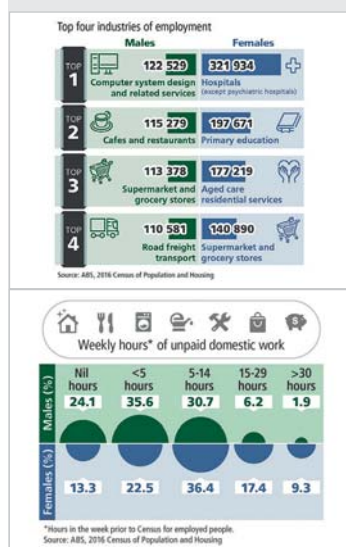 Top four industries of employment
Males Females
TOP 1
122 529 321 934
Computer system design and related services
Hospitals (except psychiatric hospitals)
TOP 2
115 279 197 671
Cafes and restaurants Primary education
TOP 3
113 378 177 219
Supermarket and grocery stores
Aged care residential services
TOP 4
110 581 140 890
Road freight transport
Supermarket and grocery stores
Source: ABS, 2016 Census of Population and Housing
Weekly hours* of unpaid domestic work
Nil hours <5 hours 5-14 hours 15-29 hours >30 hours
Males (%)
24.1 35.6 30.7 6.2 1.9
Females (%)
13.3 22.5 36.4 17.4 9.3
*Hours in the week prior to Census for employed people.
Source: ABS, 2016 Census of Population and Housing